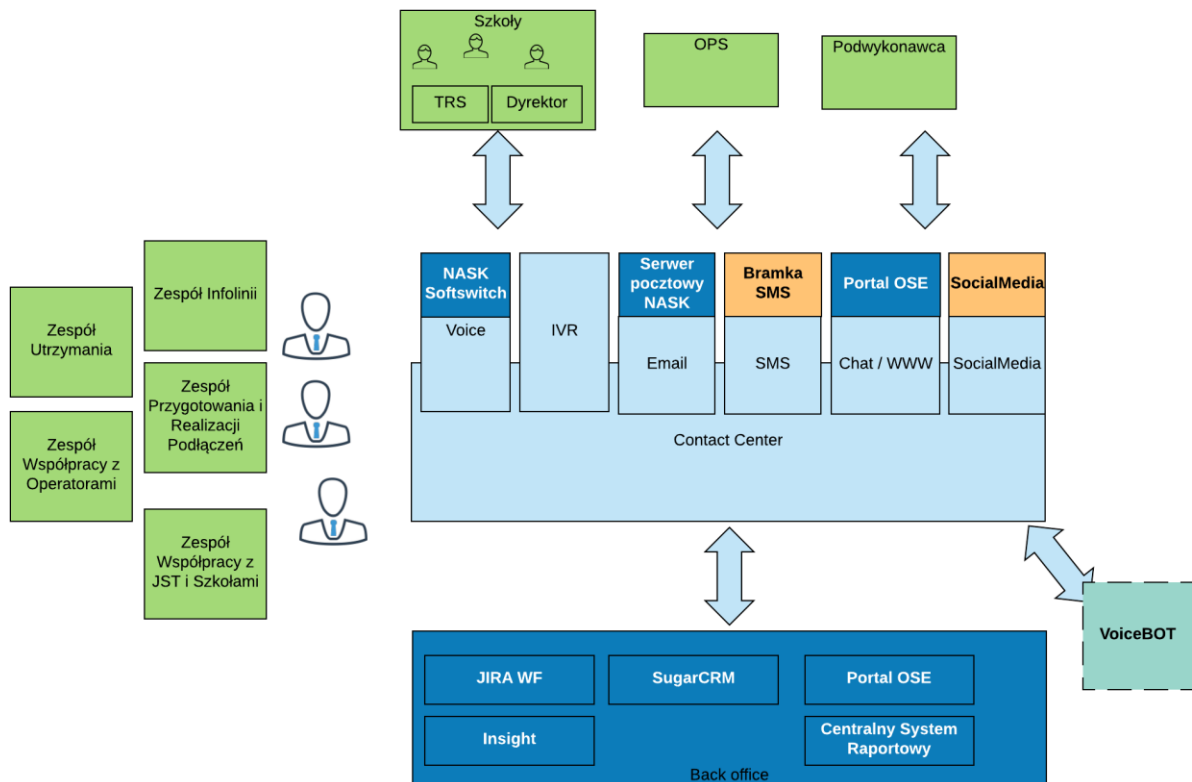 Szkoły
TRS
Dyrektor
OPS
Podwykonawca
Zespół Infolinii
Zespół
Utrzymania
Zespół
Przygotowania i
Realizacji
Podłączeń
Zespół
Współpracy z
Operatorami
Zespół
Współpracy z
JST i Szkołami
NASK
Softswitch
Voice
IVR
Serwer
pocztowy
NASK
Email
Bramka
SMS
SMS
Portal OSE
Chat / WWW
SocialMedia
SocialMedia
Contact Center
VoiceBOT
JIRA WF
SugarCRM
Portal OSE
Insight
Centralny System
Raportowy
Back office